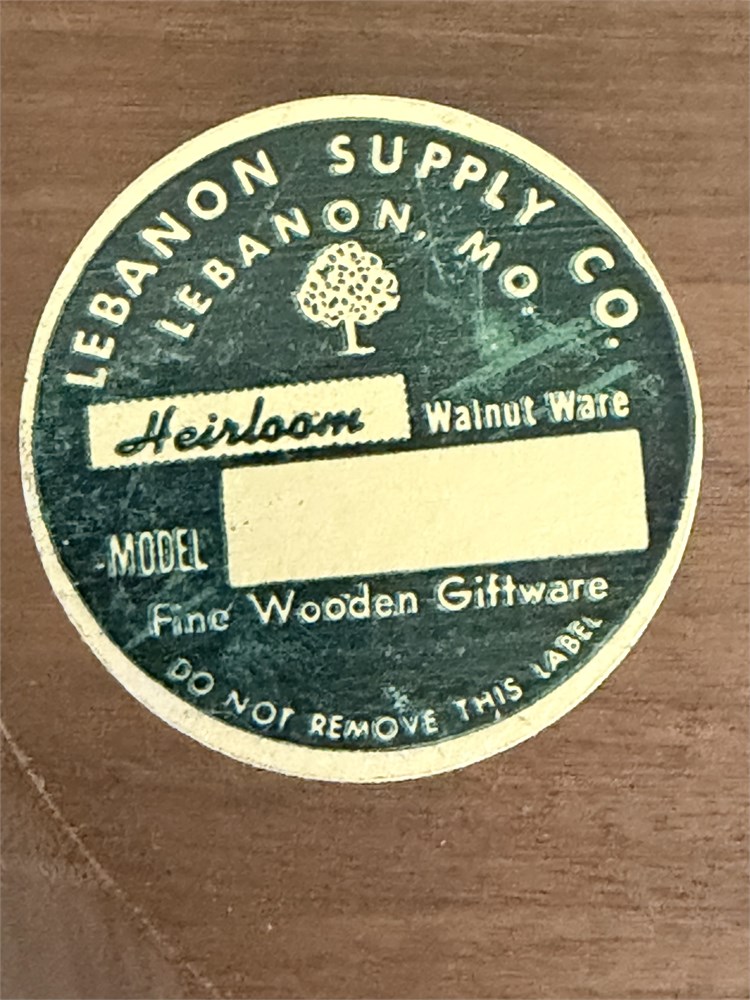 LEBANON SUPPLY CO.
LEBANON, MO.
Heirloom Walnut Ware
MODEL
Fine Wooden Giftware
DO NOT REMOVE THIS LABEL